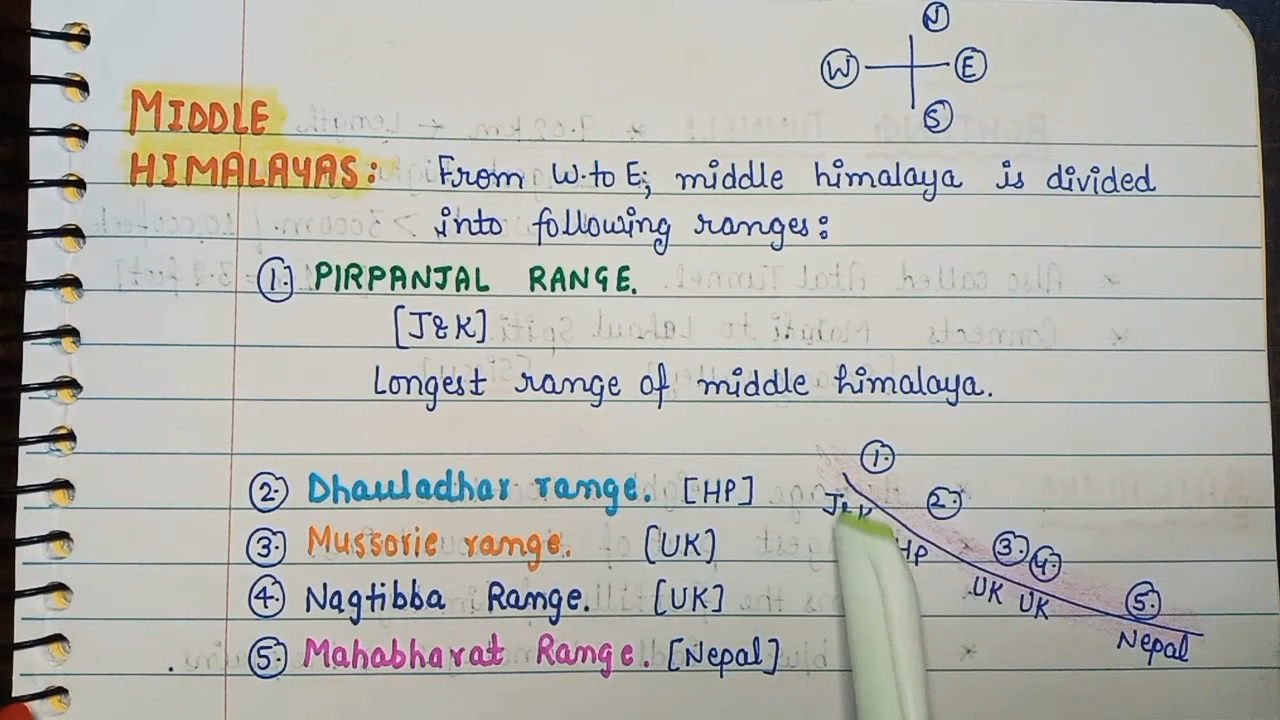 N
W E
S
MIDDLE
HIMALAYAS: From W.to E; middle himalaya is divided
into following ranges:
1. PIRPANJAL RANGE.
[J&K]
Longest range of middle himalaya.
2. Dhauladhar range. [HP]
3. Mussorie range. [UK]
4. Nagtibba Range. [UK]
5. Mahabharat Range. [Nepal]
1.
J&K 2.
HP 3. 4.
UK UK 5.
Nepal